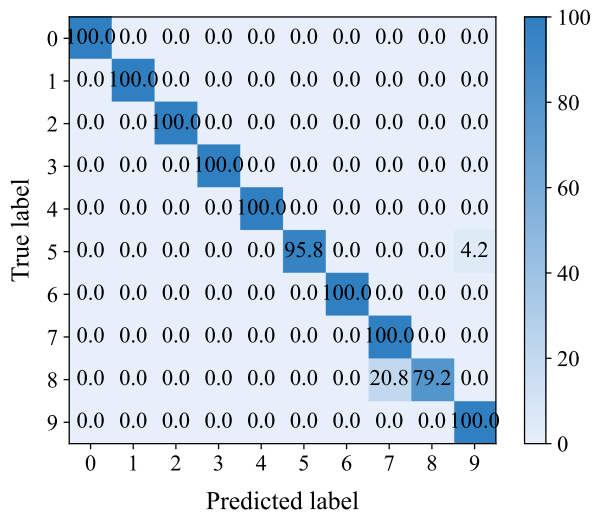 0 100.0 0.0 0.0 0.0 0.0 0.0 0.0 0.0 0.0 0.0
1 0.0 100.0 0.0 0.0 0.0 0.0 0.0 0.0 0.0 0.0
2 0.0 0.0 100.0 0.0 0.0 0.0 0.0 0.0 0.0 0.0
3 0.0 0.0 0.0 100.0 0.0 0.0 0.0 0.0 0.0 0.0
4 0.0 0.0 0.0 0.0 100.0 0.0 0.0 0.0 0.0 0.0
5 0.0 0.0 0.0 0.0 0.0 95.8 0.0 0.0 0.0 4.2
6 0.0 0.0 0.0 0.0 0.0 0.0 100.0 0.0 0.0 0.0
7 0.0 0.0 0.0 0.0 0.0 0.0 0.0 100.0 0.0 0.0
8 0.0 0.0 0.0 0.0 0.0 0.0 0.0 20.8 79.2 0.0
9 0.0 0.0 0.0 0.0 0.0 0.0 0.0 0.0 0.0 100.0
0 1 2 3 4 5 6 7 8 9
Predicted label
True label
100
80
60
40
20
0